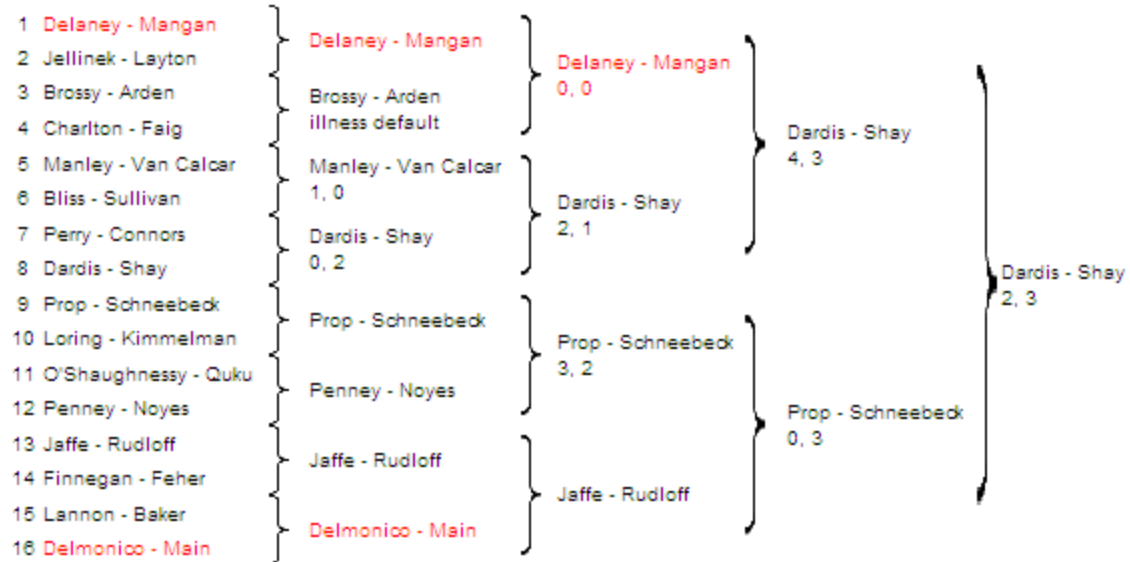 1 Delaney - Mangan
2 Jellinek - Layton
3 Brossy - Arden
4 Charlton - Faig
5 Manley - Van Calcar
6 Bliss - Sullivan
7 Perry - Connors
8 Dardis - Shay
9 Prop - Schneebeck
10 Loring - Kimmelman
11 O'Shaughnessy - Quku
12 Penney - Noyes
13 Jaffe - Rudloff
14 Finnegan - Feher
15 Lannon - Baker
16 Delmonico - Main
Delaney - Mangan
Brossy - Arden
illness default
Manley - Van Calcar
1, 0
Dardis - Shay
0, 2
Prop - Schneebeck
Penney - Noyes
Jaffe - Rudloff
Delmonico - Main
Delaney - Mangan
0, 0
Dardis - Shay
2, 1
Prop - Schneebeck
3, 2
Jaffe - Rudloff
Dardis - Shay
4, 3
Prop - Schneebeck
0, 3
Dardis - Shay
2, 3